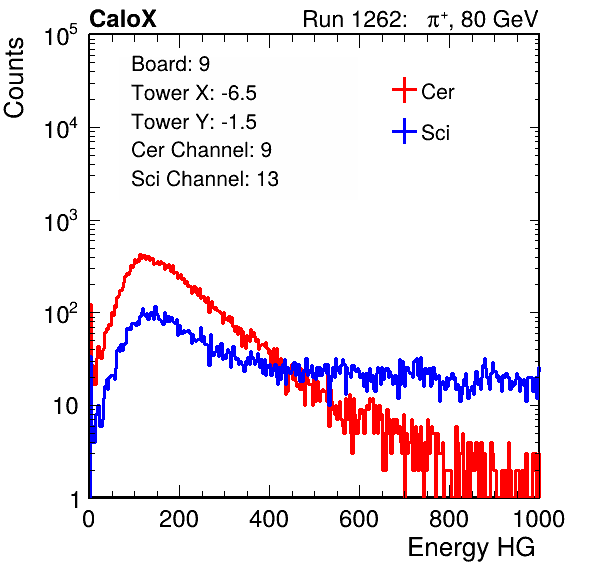 CaloX Run 1262: π⁺, 80 GeV
Counts
10⁵
10⁴
10³
10²
10
1
Board: 9
Tower X: -6.5
Tower Y: -1.5
Cer Channel: 9
Sci Channel: 13
Cer
Sci
0 200 400 600 800 1000
Energy HG